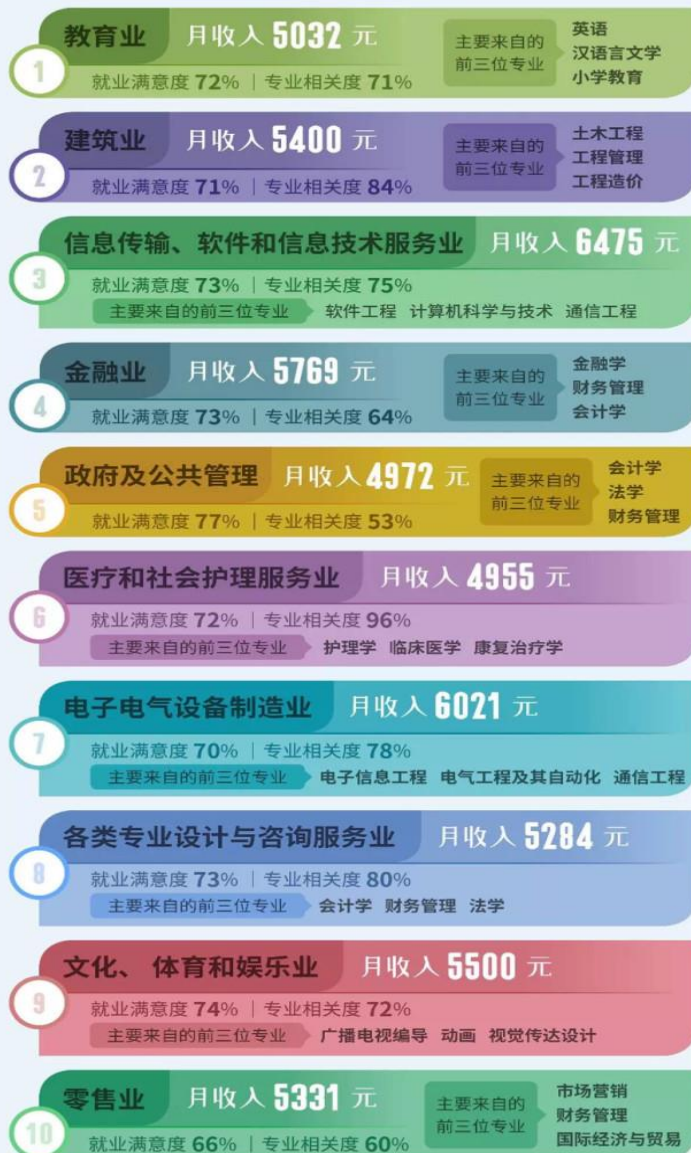 教育业 月收入 5032 元
主要来自的
前三位专业
英语
汉语言文学
小学教育
1
就业满意度 72% | 专业相关度 71%
建筑业 月收入 5400 元
主要来自的
前三位专业
土木工程
工程管理
工程造价
2
就业满意度 71% | 专业相关度 84%
信息传输、软件和信息技术服务业 月收入 6475 元
3
就业满意度 73% | 专业相关度 75%
主要来自的前三位专业 软件工程 计算机科学与技术 通信工程
金融业 月收入 5769 元
主要来自的
前三位专业
金融学
财务管理
会计学
4
就业满意度 73% | 专业相关度 64%
政府及公共管理 月收入 4972 元
主要来自的
前三位专业
会计学
法学
财务管理
5
就业满意度 77% | 专业相关度 53%
医疗和社会护理服务业 月收入 4955 元
6
就业满意度 72% | 专业相关度 96%
主要来自的前三位专业 护理学 临床医学 康复治疗学
电子电气设备制造业 月收入 6021 元
7
就业满意度 70% | 专业相关度 78%
主要来自的前三位专业 电子信息工程 电气工程及其自动化 通信工程
各类专业设计与咨询服务业 月收入 5284 元
8
就业满意度 73% | 专业相关度 80%
主要来自的前三位专业 会计学 财务管理 法学
文化、 体育和娱乐业 月收入 5500 元
9
就业满意度 74% | 专业相关度 72%
主要来自的前三位专业 广播电视编导 动画 视觉传达设计
零售业 月收入 5331 元
主要来自的
前三位专业
市场营销
财务管理
国际经济与贸易
10
就业满意度 66% | 专业相关度 60%